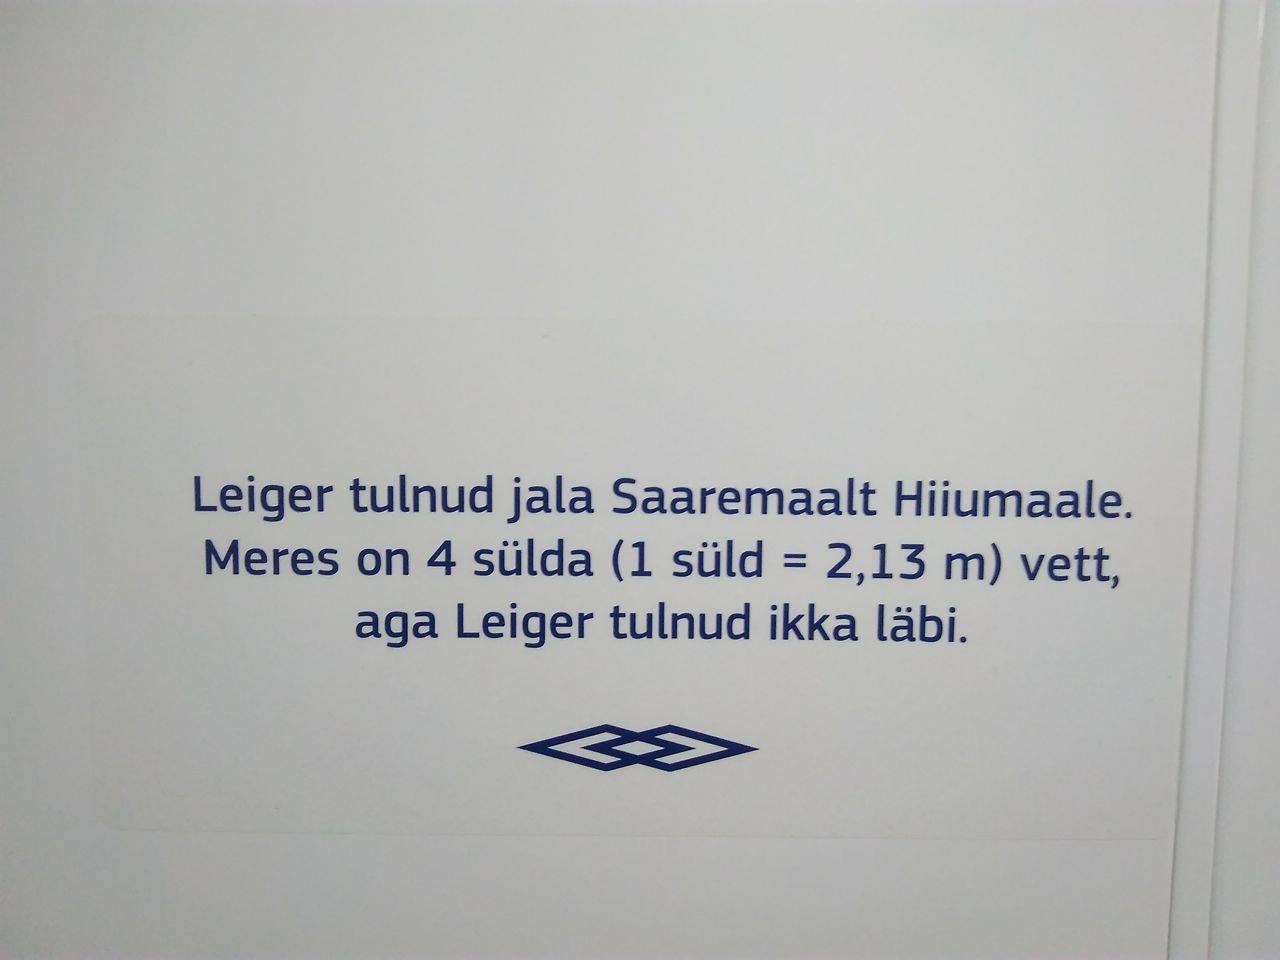 Leiger tulnud jala Saaremaalt Hiiumaale.
Meres on 4 sülda (1 süld = 2,13 m) vett,
aga Leiger tulnud ikka läbi.